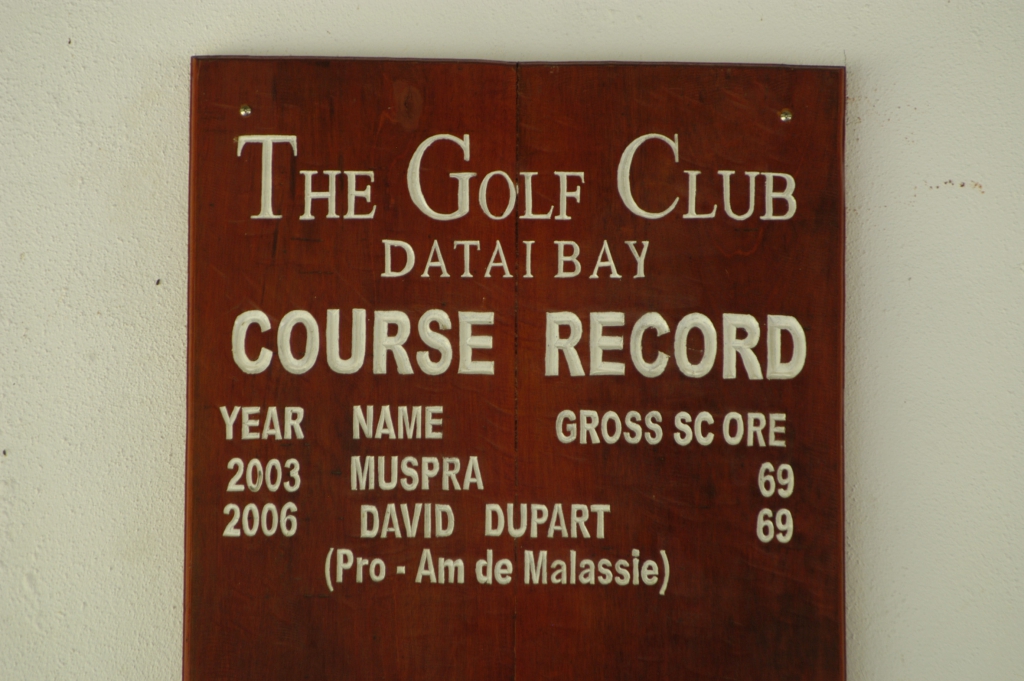 THE GOLF CLUB
DATAI BAY
COURSE RECORD
YEAR NAME GROSS SCORE
2003 MUSPRA 69
2006 DAVID DUPART 69
(Pro - Am de Malassie)